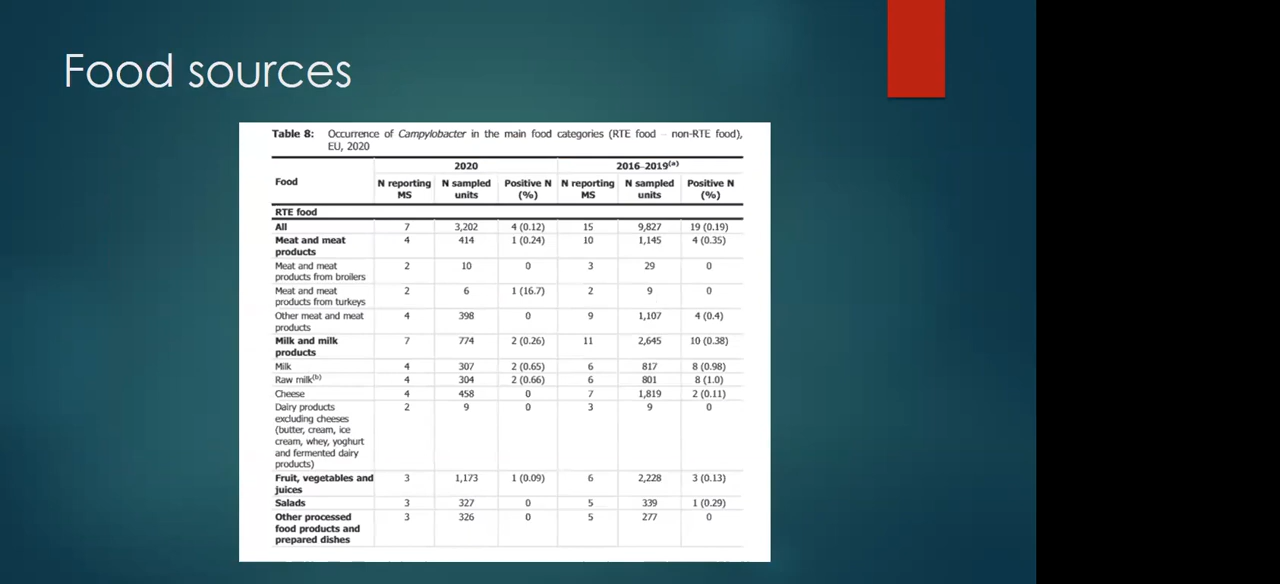 Food sources
Table 8: Occurrence of Campylobacter in the main food categories (RTE food – non-RTE food),
EU, 2020
2020 2016–2019(a)
Food N reporting N sampled Positive N N reporting N sampled Positive N
MS units (%) MS units (%)
RTE food
All 7 3,202 4 (0.12) 15 9,827 19 (0.19)
Meat and meat 4 414 1 (0.24) 10 1,145 4 (0.35)
products
Meat and meat 2 10 0 3 29 0
products from broilers
Meat and meat 2 6 1 (16.7) 2 9 0
products from turkeys
Other meat and meat 4 398 0 9 1,107 4 (0.4)
products
Milk and milk 7 774 2 (0.26) 11 2,645 10 (0.38)
products
Milk 4 307 2 (0.65) 6 817 8 (0.98)
Raw milk(b) 4 304 2 (0.66) 6 801 8 (1.0)
Cheese 4 458 0 7 1,819 2 (0.11)
Dairy products 2 9 0 3 9 0
excluding cheeses
(butter, cream, ice
cream, whey, yoghurt
and fermented dairy
products)
Fruit, vegetables and 3 1,173 1 (0.09) 6 2,228 3 (0.13)
juices
Salads 3 327 0 5 339 1 (0.29)
Other processed 3 326 0 5 277 0
food products and
prepared dishes